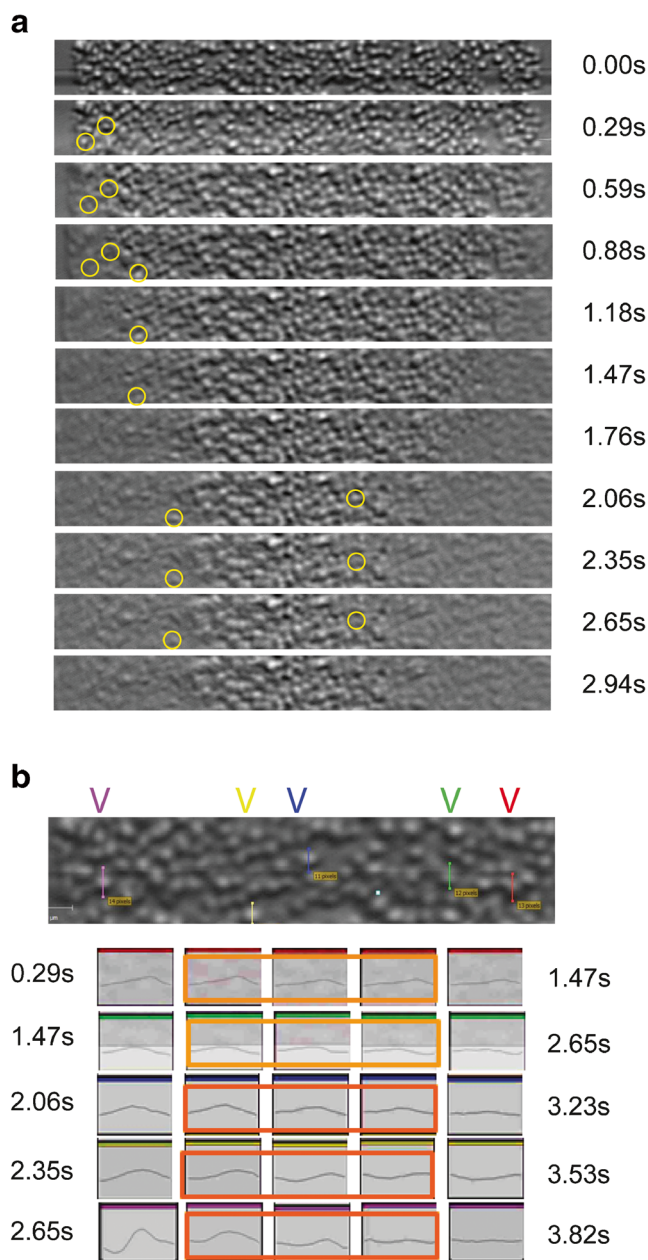 a
0.00s
0.29s
0.59s
0.88s
1.18s
1.47s
1.76s
2.06s
2.35s
2.65s
2.94s
b
V V V V V
11 pixels
14 pixels
12 pixels
13 pixels
µm
0.29s 1.47s
1.47s 2.65s
2.06s 3.23s
2.35s 3.53s
2.65s 3.82s